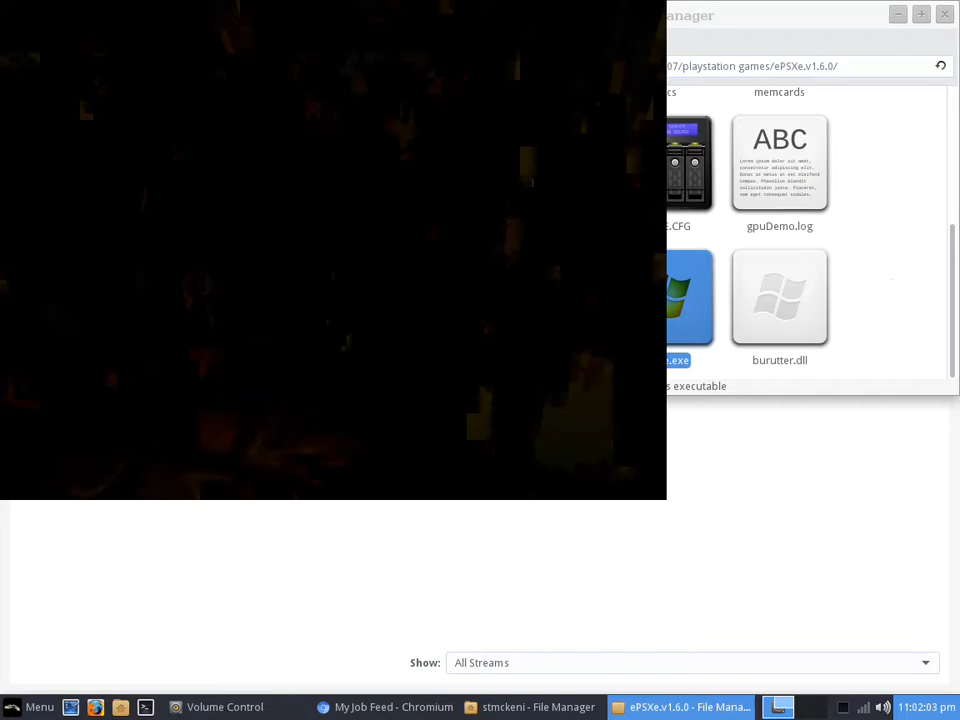 anager
07/playstation games/ePSXe.v1.6.0/
cs
memcards
ABC
E.CFG
gpuDemo.log
e.exe
burutter.dll
s executable
Show:
All Streams
Menu
Volume Control
My Job Feed - Chromium
stmckeni - File Manager
ePSXe.v1.6.0 - File Mana...
11:02:03 pm